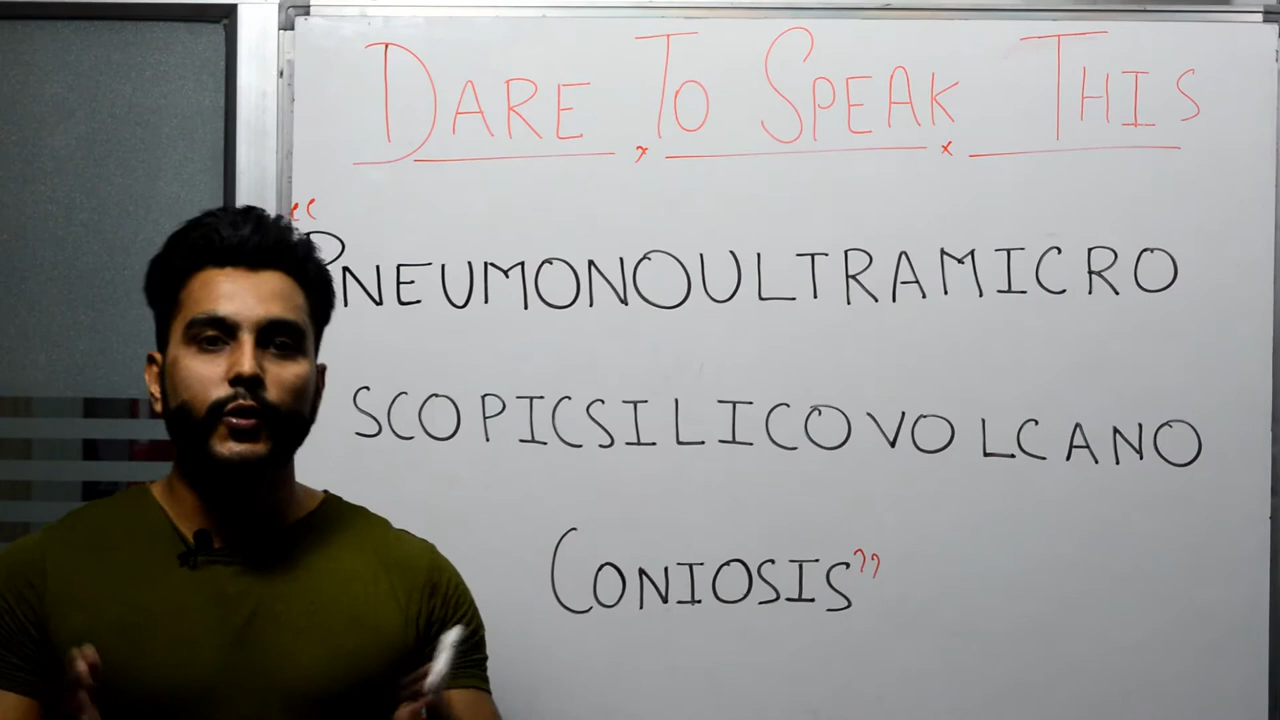 DARE TO SPEAK THIS
"PNEUMONOULTRAMICRO
SCOPICSILICOVOLCANO
CONIOSIS"